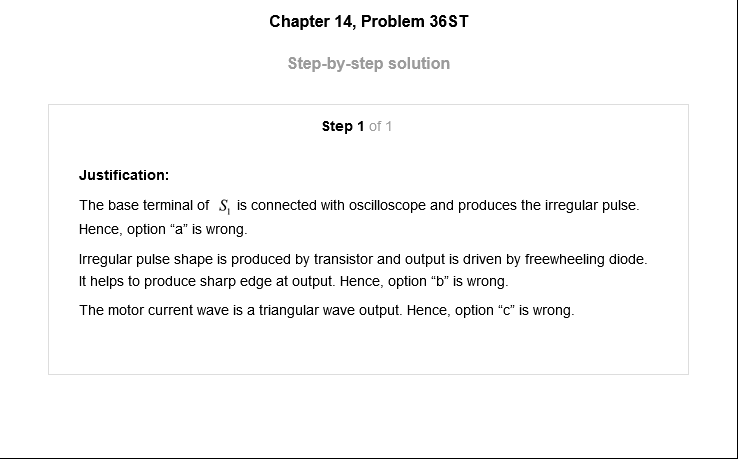 Chapter 14, Problem 36ST
Step-by-step solution
Step 1 of 1
Justification:
The base terminal of S₁ is connected with oscilloscope and produces the irregular pulse.
Hence, option “a” is wrong.
Irregular pulse shape is produced by transistor and output is driven by freewheeling diode.
It helps to produce sharp edge at output. Hence, option “b” is wrong.
The motor current wave is a triangular wave output. Hence, option “c” is wrong.